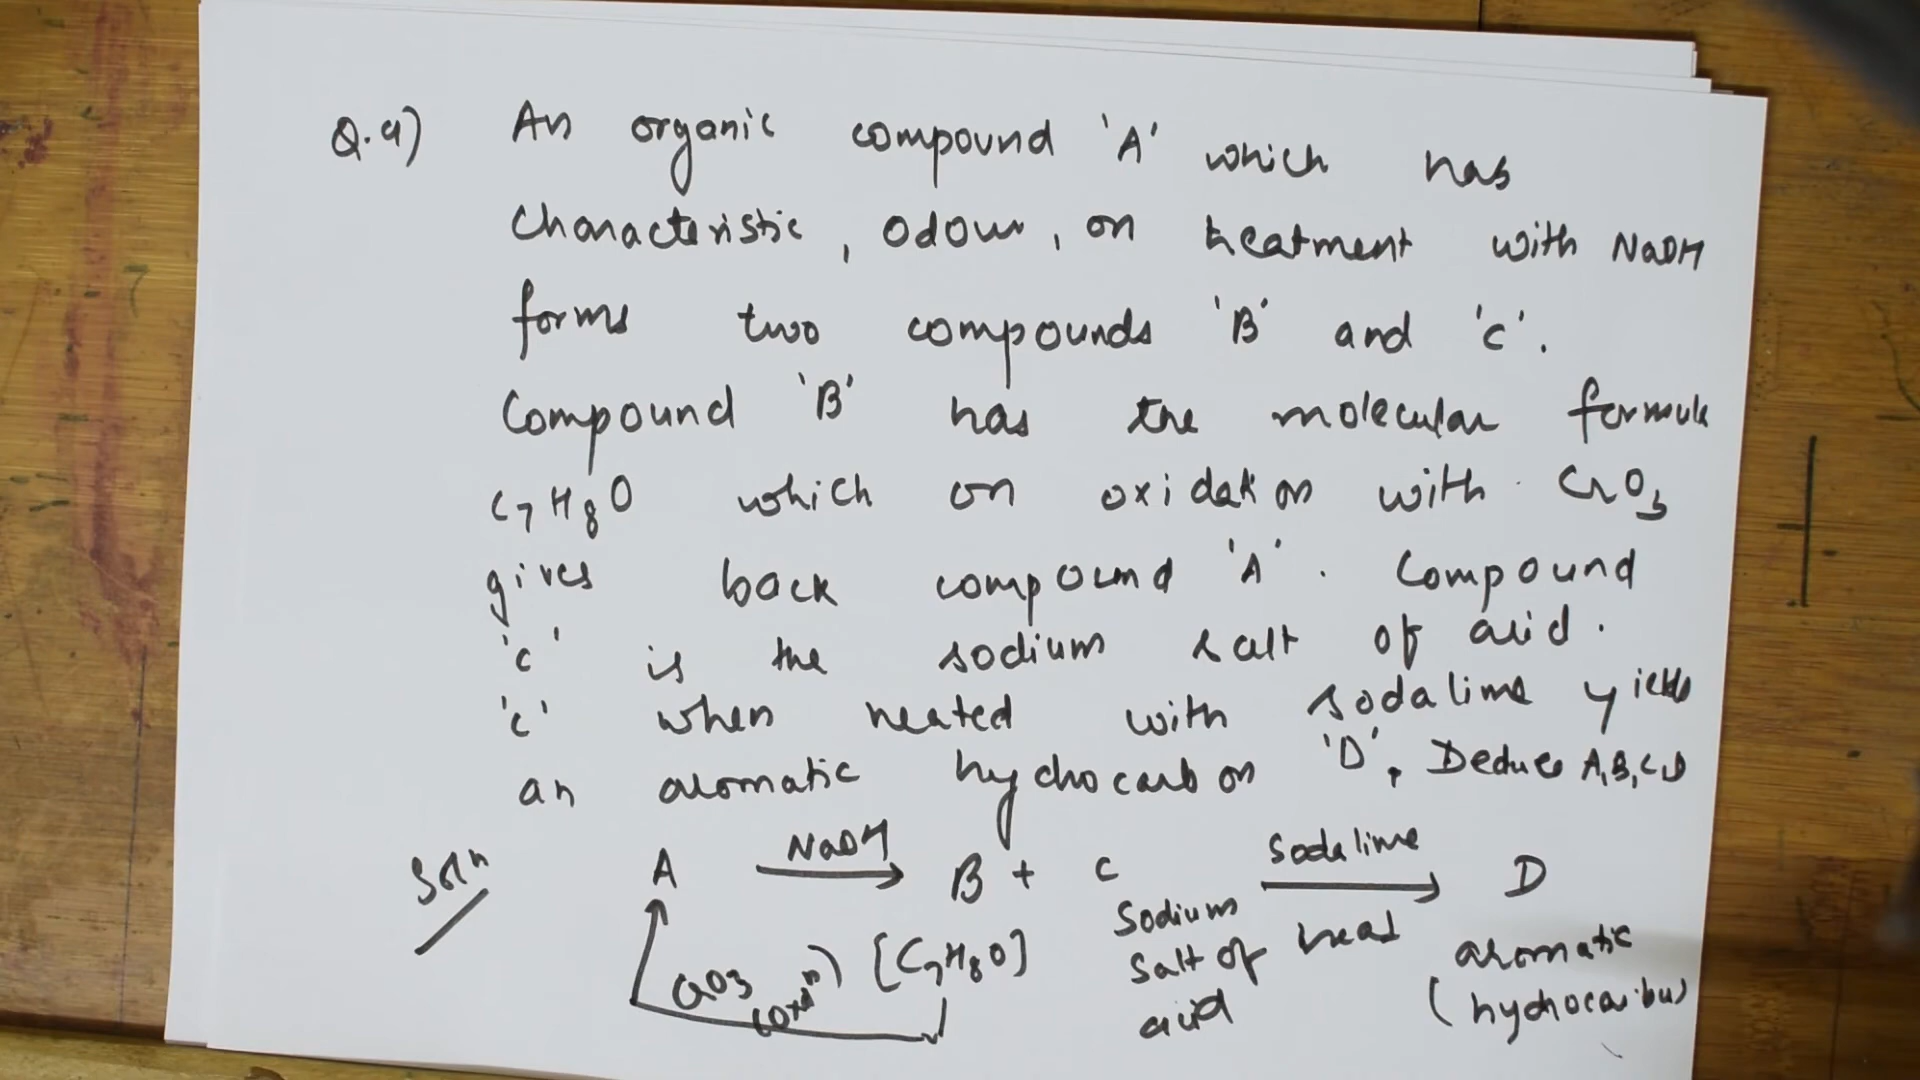 Q.9) An organic compound 'A' which has
characteristic, odour, on treatment with NaOH
forms two compounds 'B' and 'C'.
Compound 'B' has the molecular formula
C7H8O which on oxidation with CrO3
gives back compound 'A'. Compound
'C' is the sodium salt of acid.
'C' when heated with sodalime yields
an aromatic hydrocarbon 'D'. Deduce A,B,C,D
Soln A NaOH B + C Sodalime D
Sodium heat aromatic
CrO3 (oxdn) [C7H8O] salt of (hydrocarbon)
acid